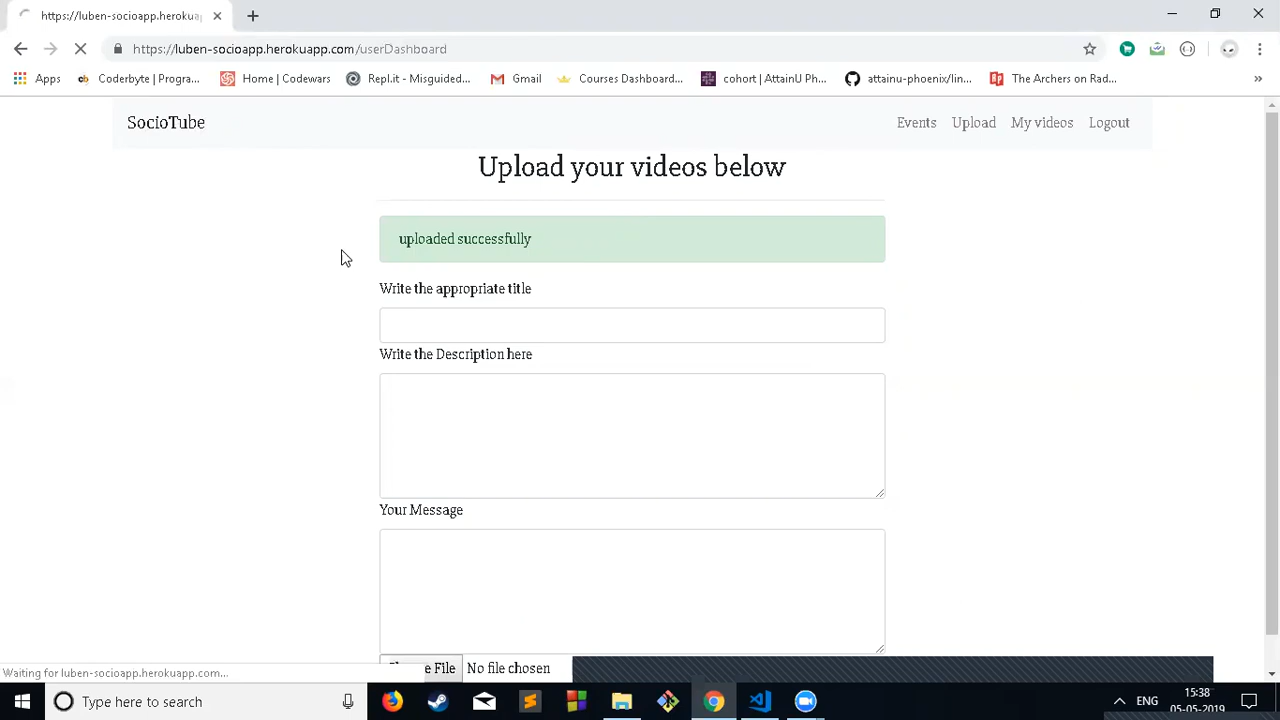 https://luben-socioapp.heroku
https://luben-socioapp.herokuapp.com/userDashboard
Apps
Coderbyte | Progra...
Home | Codewars
Repl.it - Misguided...
Gmail
Courses Dashboard...
cohort | AttainU Ph...
attainu-phoenix/lin...
The Archers on Rad...
»
SocioTube
Events
Upload
My videos
Logout
Upload your videos below
uploaded successfully
Write the appropriate title
Write the Description here
Your Message
File
No file chosen
Waiting for luben-socioapp.herokuapp.com...
Type here to search
ENG
15:38
05-05-2019